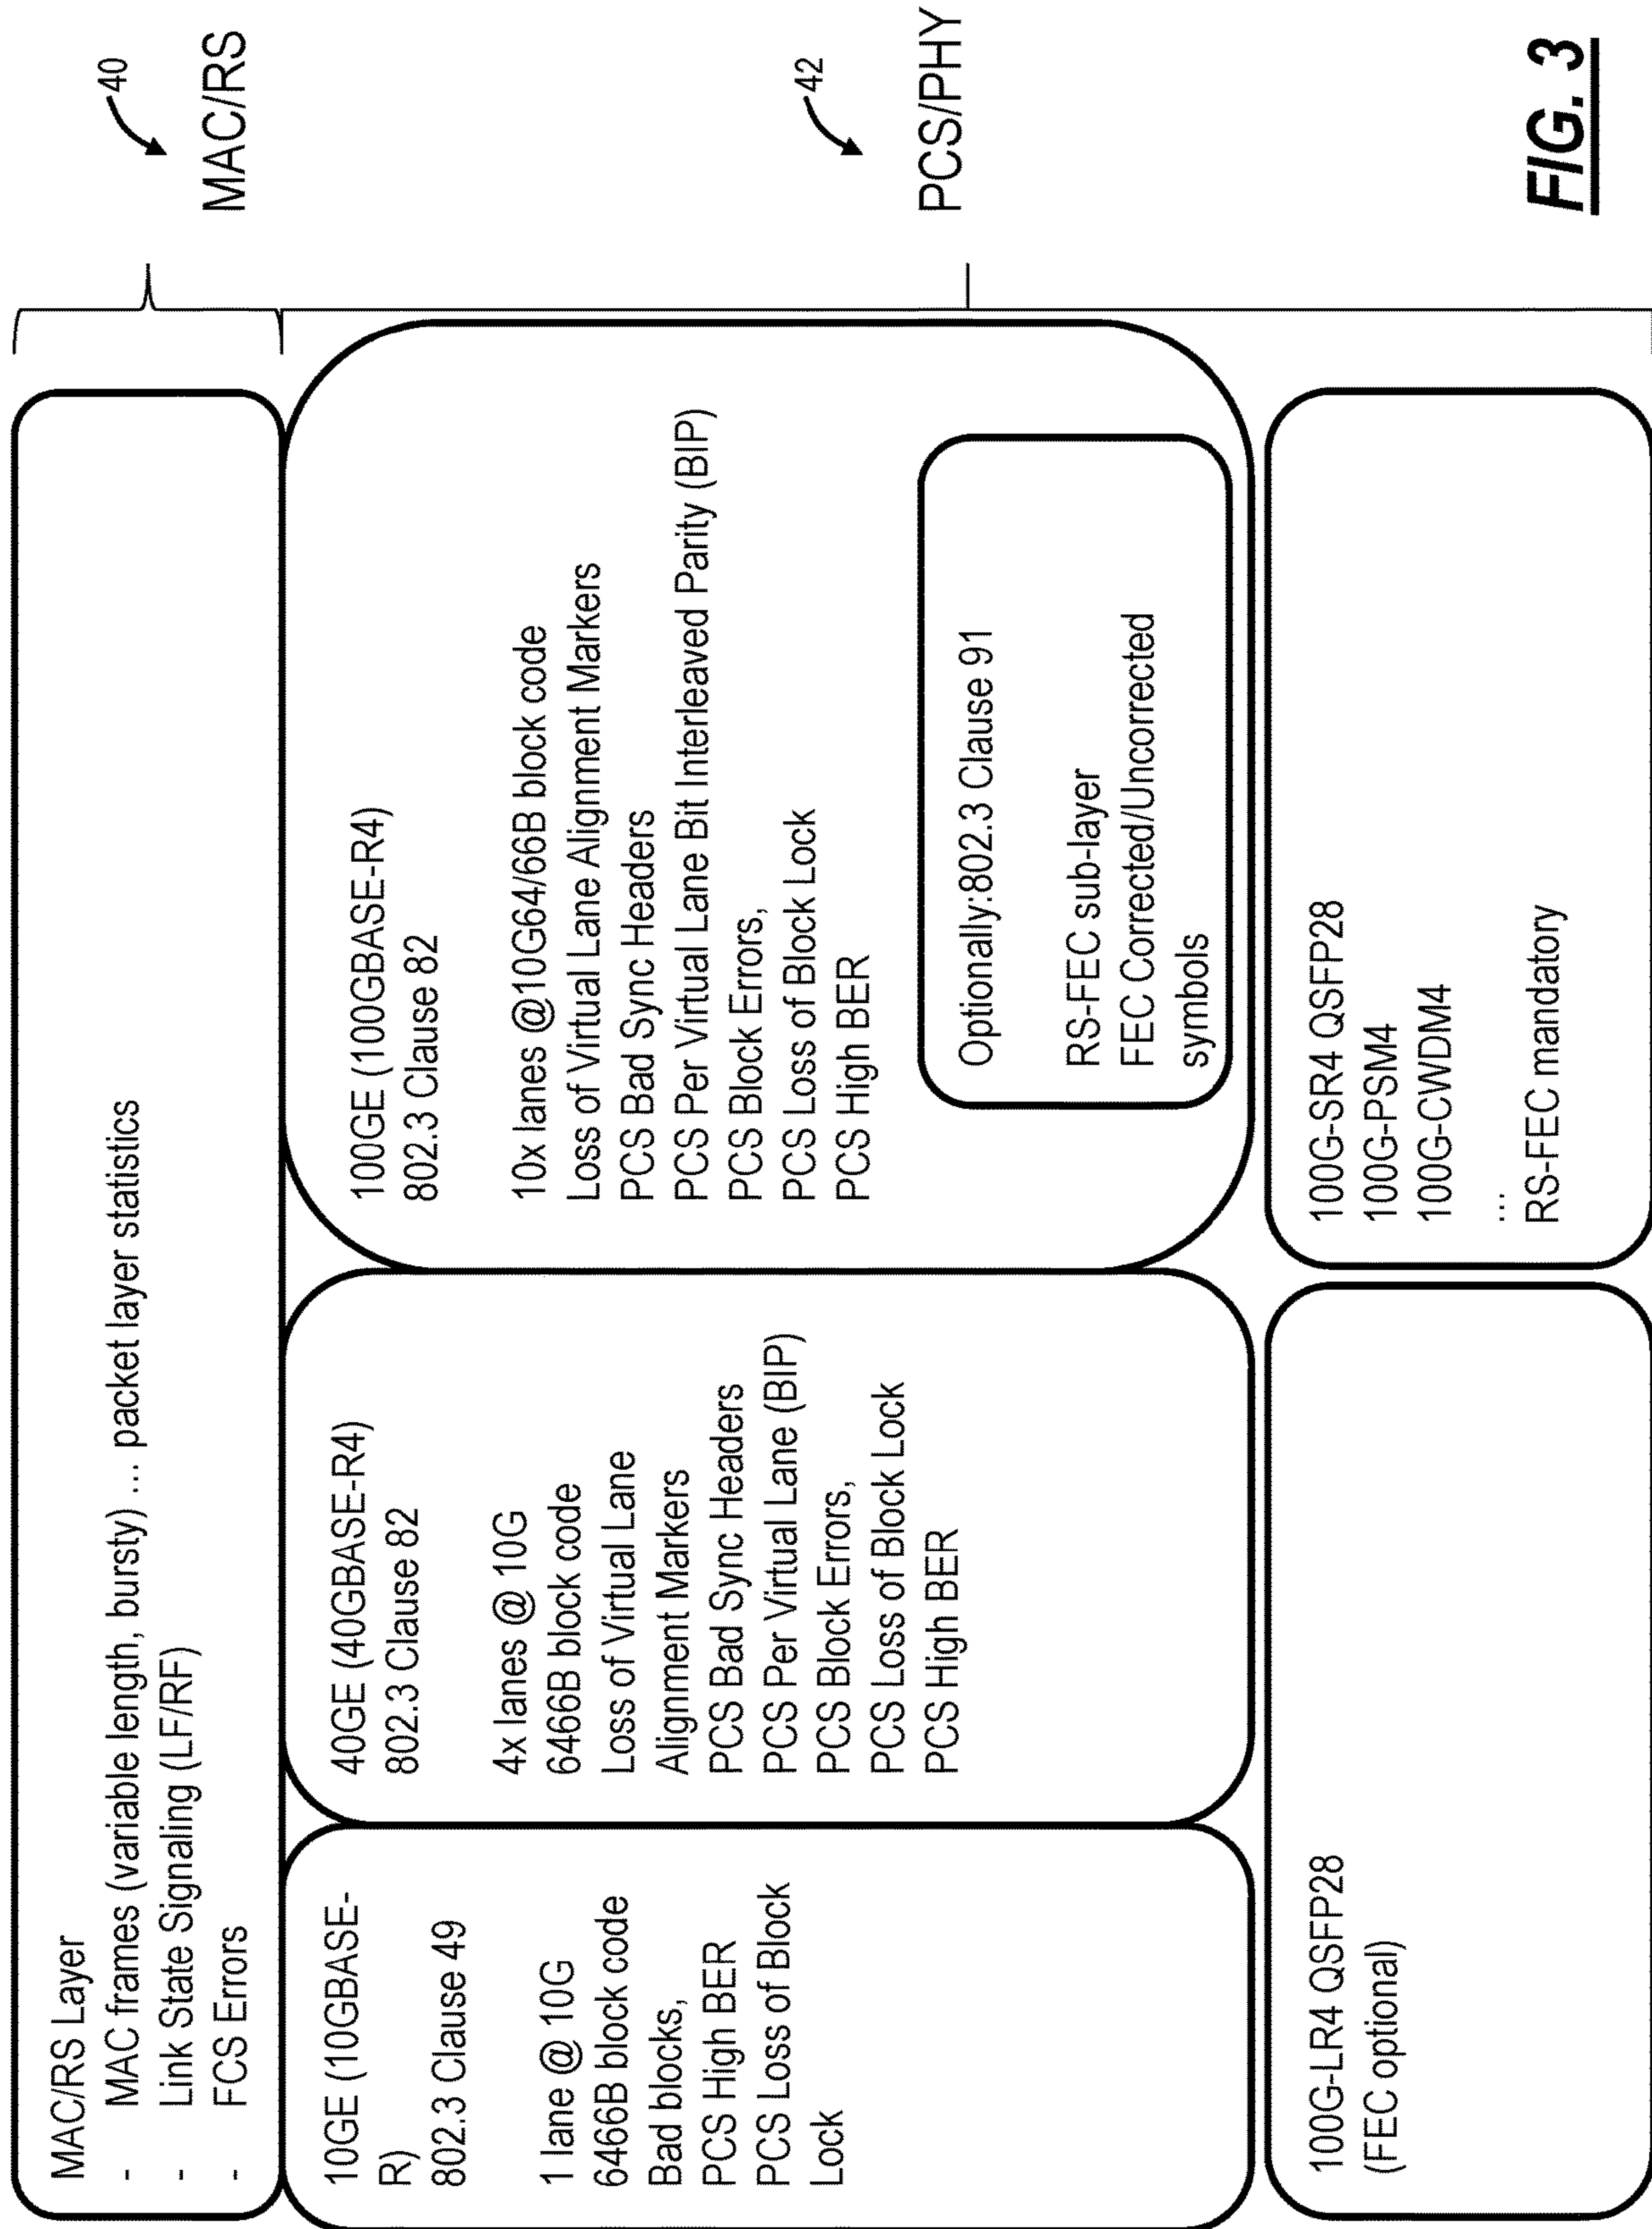 MAC/RS Layer
- MAC frames (variable length, bursty) ... packet layer statistics
- Link State Signaling (LF/RF)
- FCS Errors
40
MAC/RS
10GE (10GBASE-
R)
802.3 Clause 49
1 lane @ 10G
6466B block code
Bad blocks,
PCS High BER
PCS Loss of Block
Lock
40GE (40GBASE-R4)
802.3 Clause 82
4x lanes @ 10G
6466B block code
Loss of Virtual Lane
Alignment Markers
PCS Bad Sync Headers
PCS Per Virtual Lane (BIP)
PCS Block Errors,
PCS Loss of Block Lock
PCS High BER
100GE (100GBASE-R4)
802.3 Clause 82
10x lanes @10G64/66B block code
Loss of Virtual Lane Alignment Markers
PCS Bad Sync Headers
PCS Per Virtual Lane Bit Interleaved Parity (BIP)
PCS Block Errors,
PCS Loss of Block Lock
PCS High BER
Optionally:802.3 Clause 91
RS-FEC sub-layer
FEC Corrected/Uncorrected
symbols
42
PCS/PHY
100G-LR4 QSFP28
(FEC optional)
100G-SR4 QSFP28
100G-PSM4
100G-CWDM4
...
RS-FEC mandatory
FIG. 3